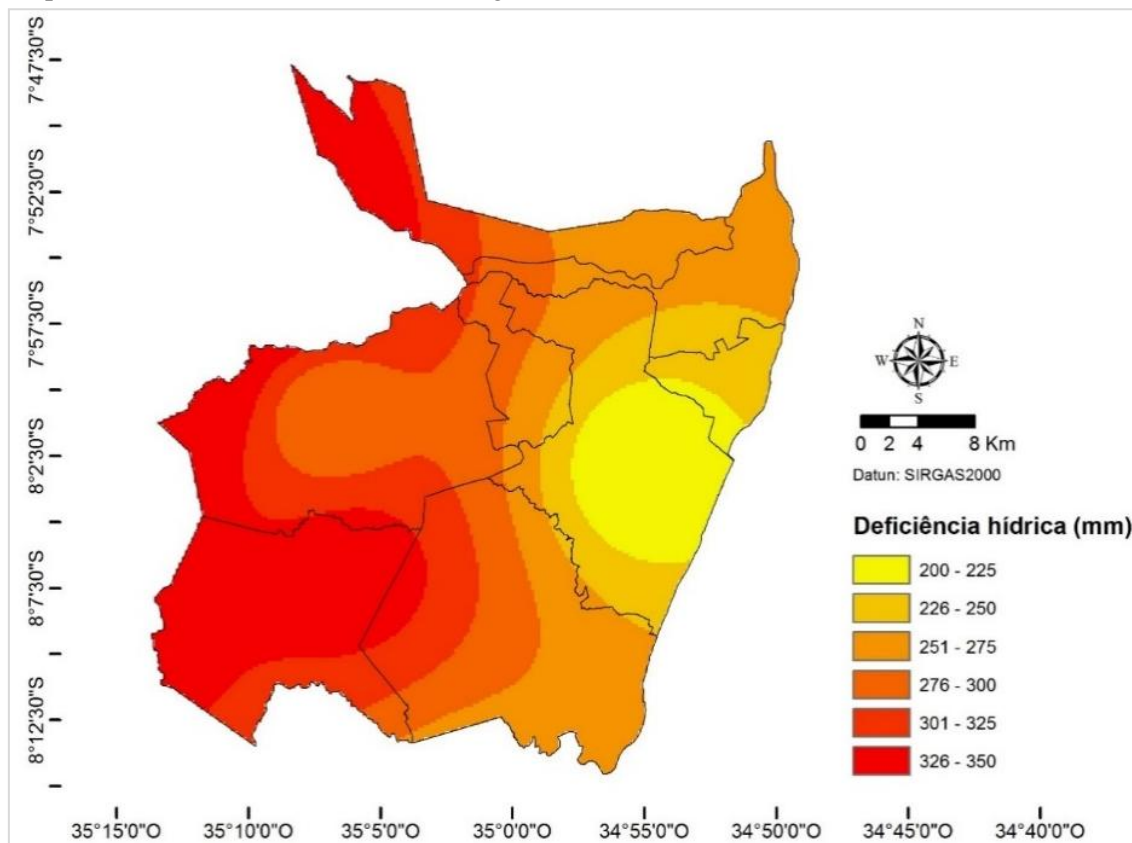 7°47'30"S
7°52'30"S
7°57'30"S
8°2'30"S
8°7'30"S
8°12'30"S
N
W E
S
0 2 4 8 Km
Datun: SIRGAS2000
Deficiência hídrica (mm)
200 - 225
226 - 250
251 - 275
276 - 300
301 - 325
326 - 350
35°15'0"O 35°10'0"O 35°5'0"O 35°0'0"O 34°55'0"O 34°50'0"O 34°45'0"O 34°40'0"O